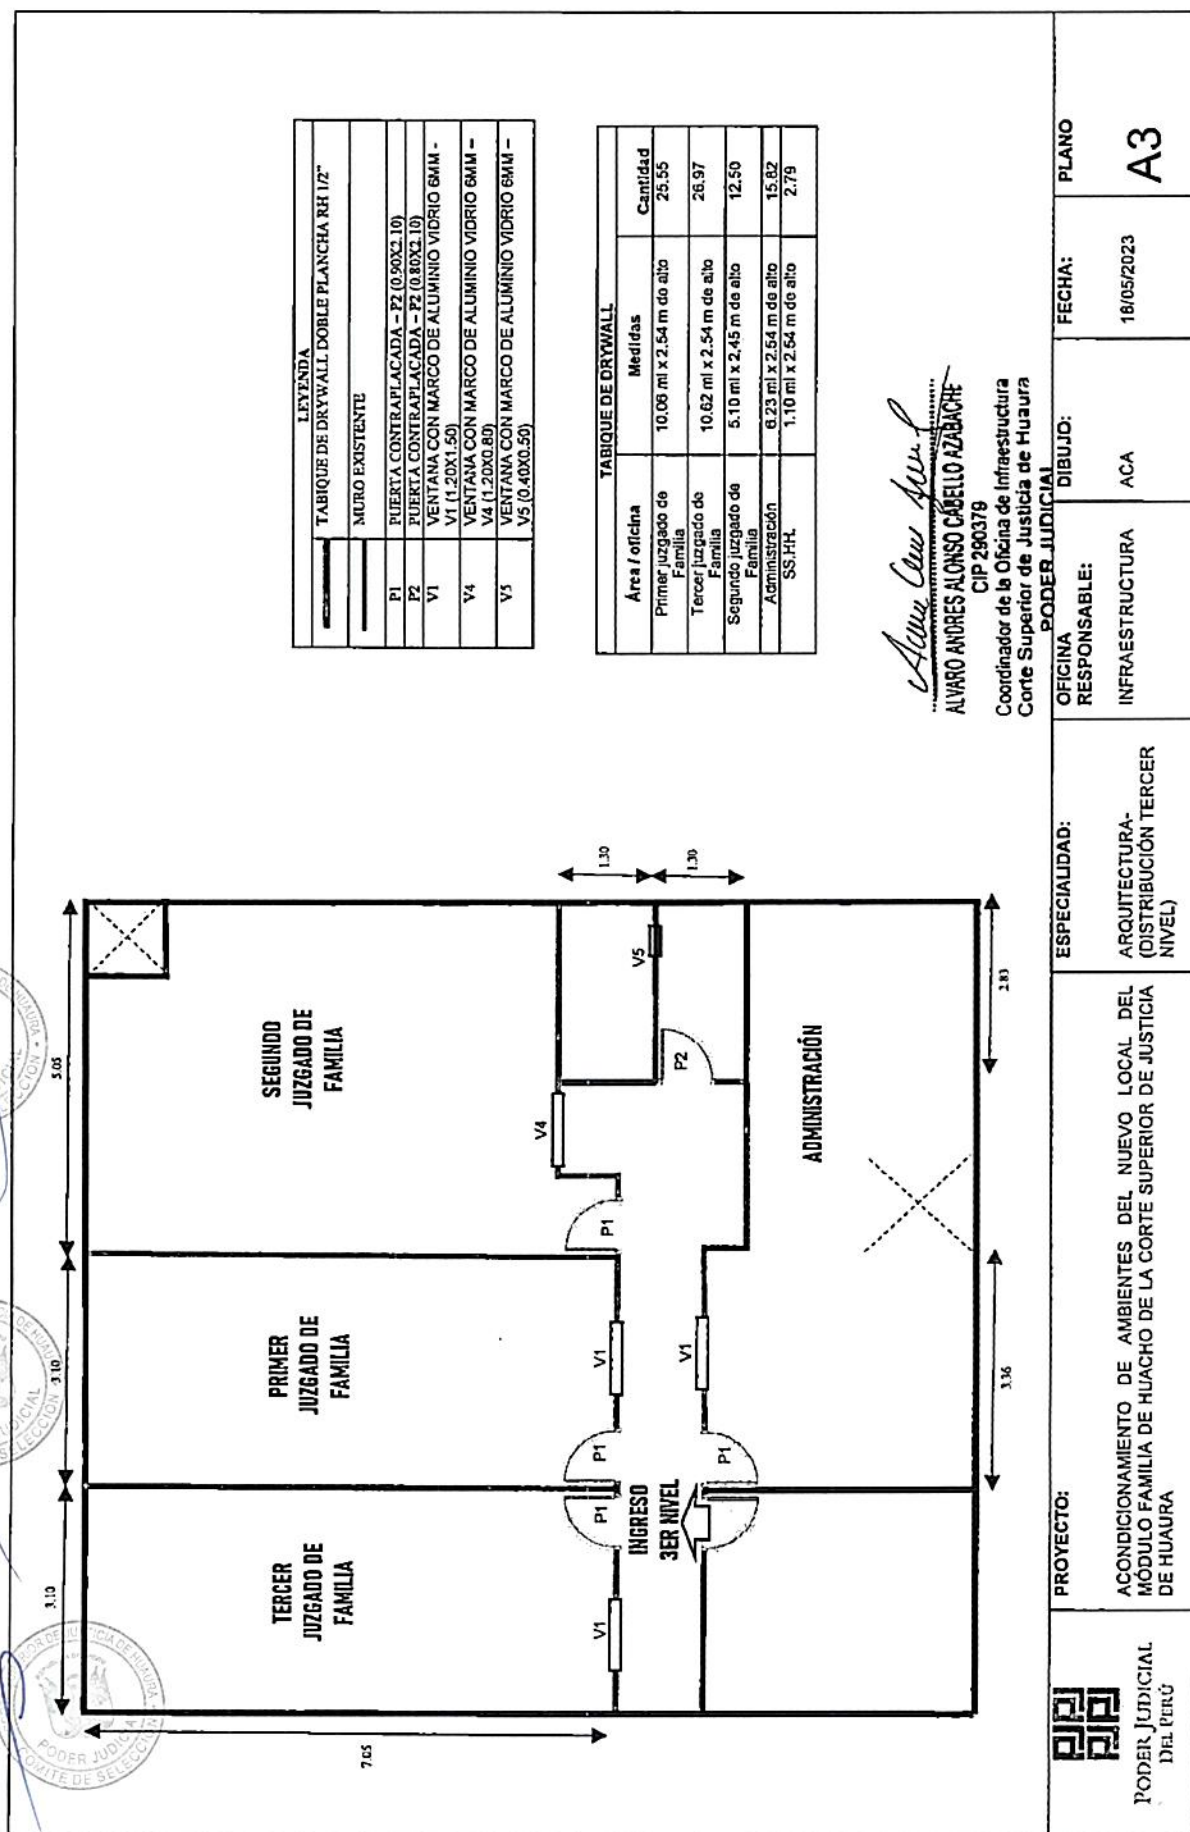 3.10
3.10
5.05
7.05
TERCER
JUZGADO DE
FAMILIA
PRIMER
JUZGADO DE
FAMILIA
SEGUNDO
JUZGADO DE
FAMILIA
V1
P1
P1
V1
P1
V4
V5
P2
1.30
1.30
INGRESO
3ER NIVEL
P1
V1
ADMINISTRACIÓN
3.36
2.83
LEYENDA
TABIQUE DE DRYWALL DOBLE PLANCHA RH 1/2"
MURO EXISTENTE
P1 PUERTA CONTRAPLACADA – P2 (0.90X2.10)
P2 PUERTA CONTRAPLACADA – P2 (0.80X2.10)
V1 VENTANA CON MARCO DE ALUMINIO VIDRIO 6MM -
V1 (1.20X1.50)
V4 VENTANA CON MARCO DE ALUMINIO VIDRIO 6MM –
V4 (1.20X0.80)
V5 VENTANA CON MARCO DE ALUMINIO VIDRIO 6MM –
V5 (0.40X0.50)
TABIQUE DE DRYWALL
Área / oficina Medidas Cantidad
Primer juzgado de 10.06 ml x 2.54 m de alto 25.55
Familia
Tercer juzgado de 10.62 ml x 2.54 m de alto 26.97
Familia
Segundo juzgado de 5.10 ml x 2,45 m de alto 12.50
Familia
Administración 6.23 ml x 2.54 m de alto 15.82
SS.HH. 1.10 ml x 2.54 m de alto 2.79
ALVARO ANDRES ALONSO CABELLO AZABACHE
CIP 290379
Coordinador de la Oficina de Infraestructura
Corte Superior de Justicia de Huaura
PODER JUDICIAL
PODER JUDICIAL
DEL PERÚ
PROYECTO:
ACONDICIONAMIENTO DE AMBIENTES DEL NUEVO LOCAL DEL
MÓDULO FAMILIA DE HUACHO DE LA CORTE SUPERIOR DE JUSTICIA
DE HUAURA
ESPECIALIDAD:
ARQUITECTURA-
(DISTRIBUCIÓN TERCER
NIVEL)
OFICINA
RESPONSABLE:
INFRAESTRUCTURA
DIBUJO:
ACA
FECHA:
16/05/2023
PLANO
A3
PODER JUDICIAL
COMITÉ DE SELECCIÓN